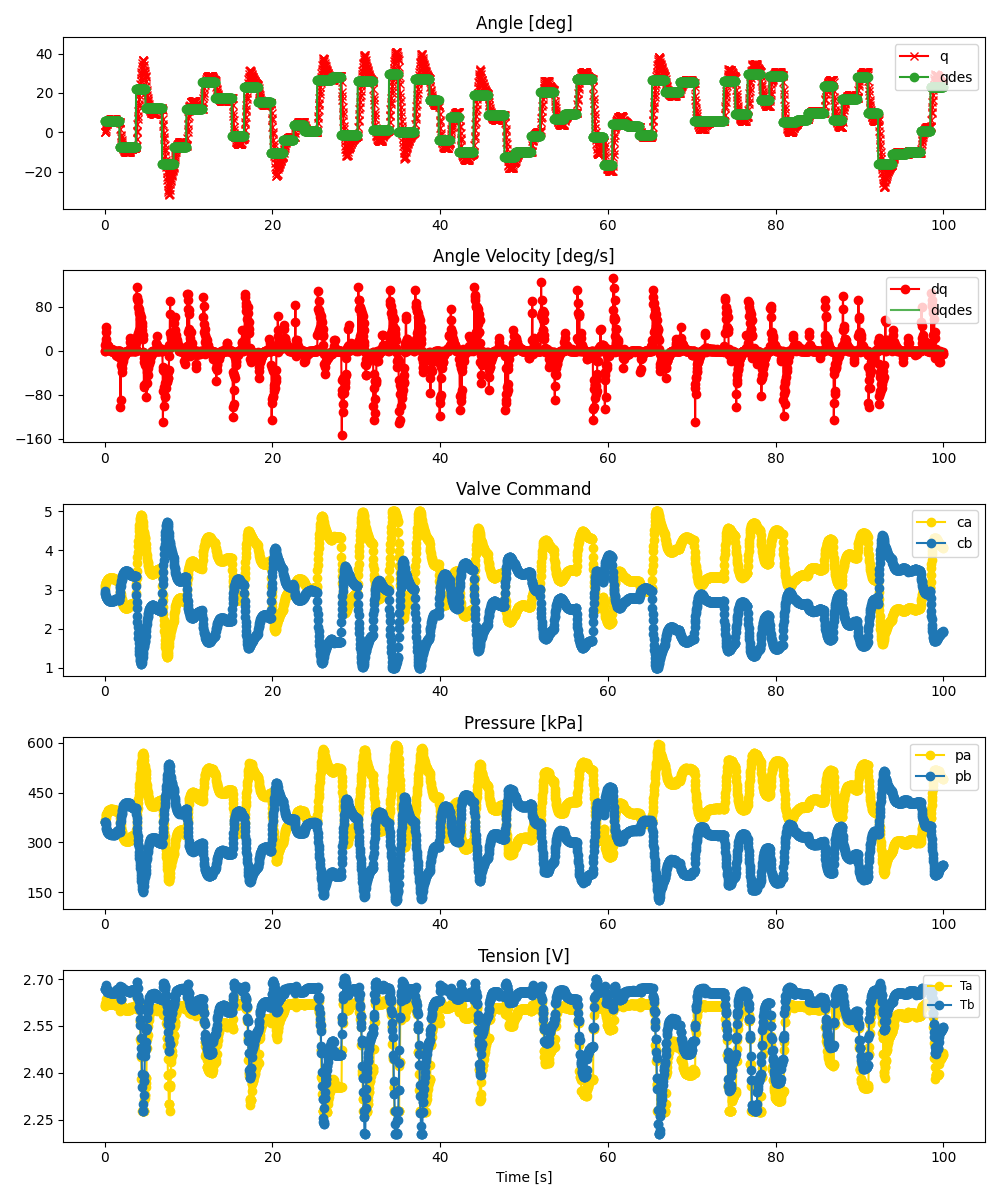 Angle [deg]
40
20
0
−20
q
qdes
0 20 40 60 80 100
Angle Velocity [deg/s]
80
0
−80
−160
dq
dqdes
0 20 40 60 80 100
Valve Command
5
4
3
2
1
ca
cb
0 20 40 60 80 100
Pressure [kPa]
600
450
300
150
pa
pb
0 20 40 60 80 100
Tension [V]
2.70
2.55
2.40
2.25
Ta
Tb
0 20 40 60 80 100
Time [s]